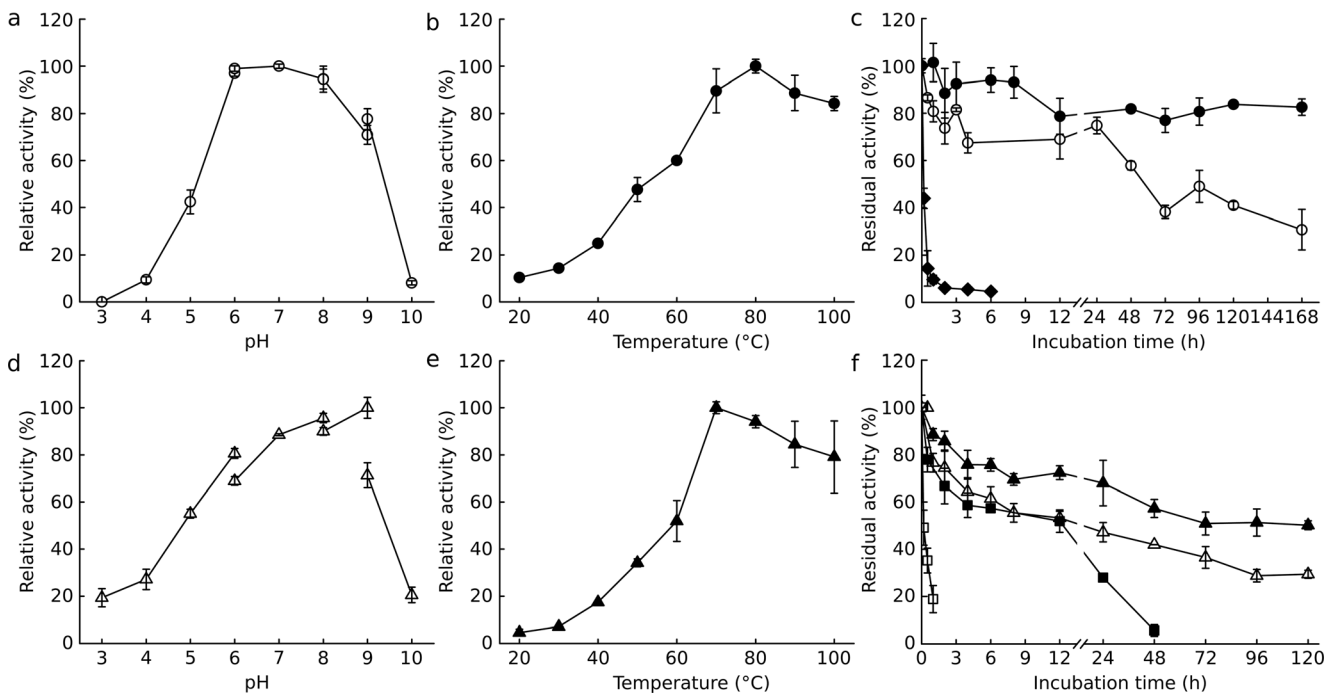 a
120
100
80
60
40
20
0
Relative activity (%)
3 4 5 6 7 8 9 10
pH
b
120
100
80
60
40
20
0
Relative activity (%)
20 40 60 80 100
Temperature (°C)
c
120
100
80
60
40
20
0
Residual activity (%)
3 6 9 12 24 48 72 96 120 144 168
Incubation time (h)
d
120
100
80
60
40
20
0
Relative activity (%)
3 4 5 6 7 8 9 10
pH
e
120
100
80
60
40
20
0
Relative activity (%)
20 40 60 80 100
Temperature (°C)
f
120
100
80
60
40
20
0
Residual activity (%)
0 3 6 9 12 24 48 72 96 120
Incubation time (h)